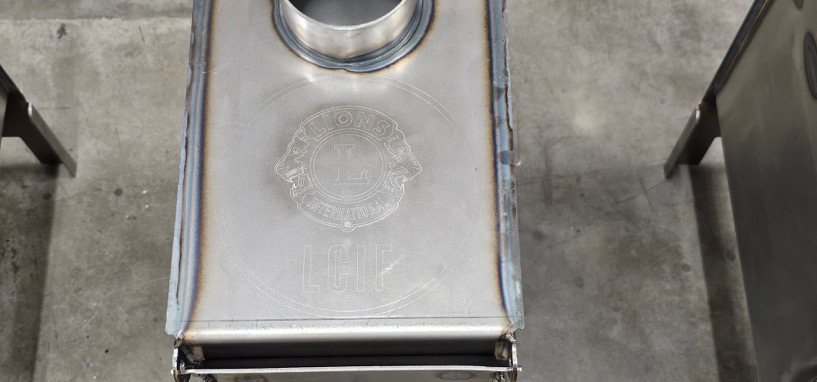 LIONS
L
INTERNATIONAL
LCIF